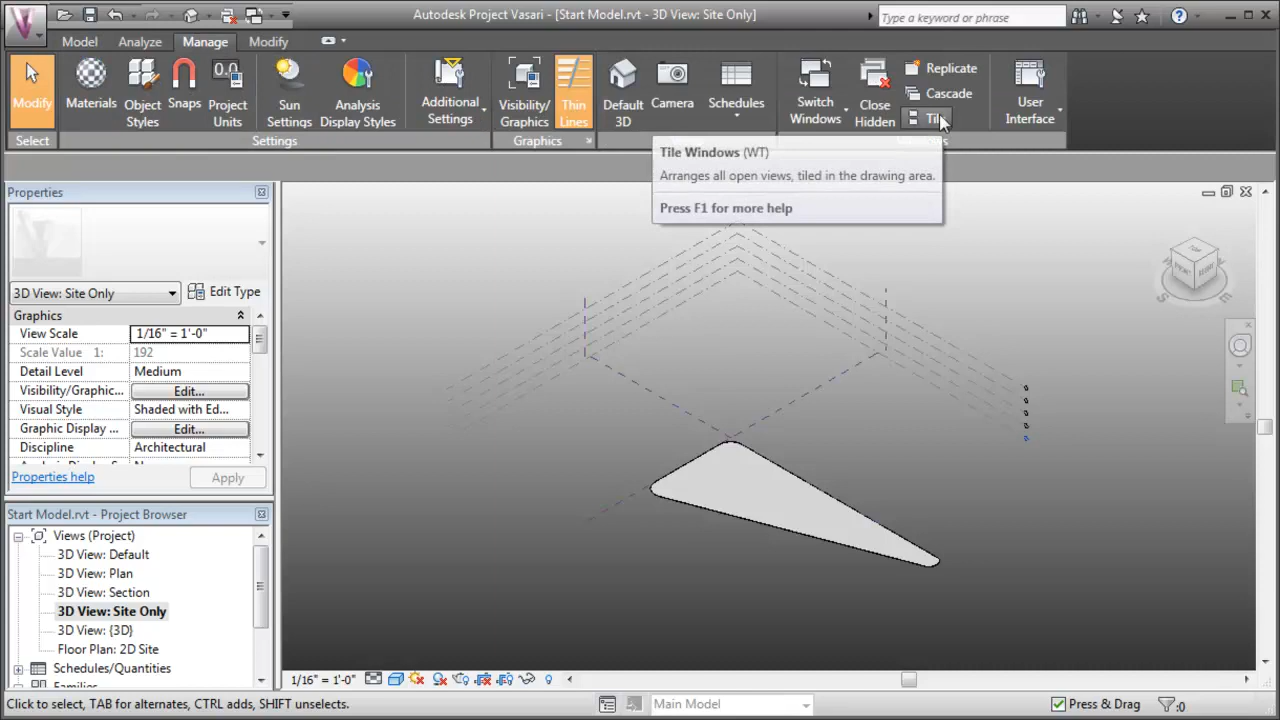 Autodesk Project Vasari - [Start Model.rvt - 3D View: Site Only]
Type a keyword or phrase
Model Analyze Manage Modify
Modify
Materials
Object
Styles
Snaps
Project
Units
Sun
Settings
Analysis
Display Styles
Additional
Settings
Visibility/
Graphics
Thin
Lines
Default
3D
Camera
Schedules
Switch
Windows
Close
Hidden
Replicate
Cascade
User
Interface
Select
Settings
Graphics
Tile Windows (WT)
Arranges all open views, tiled in the drawing area.
Press F1 for more help
Properties
3D View: Site Only
Edit Type
Graphics
View Scale 1/16" = 1'-0"
Scale Value 1: 192
Detail Level Medium
Visibility/Graphic... Edit...
Visual Style Shaded with Ed...
Graphic Display ... Edit...
Discipline Architectural
Properties help
Apply
Start Model.rvt - Project Browser
Views (Project)
3D View: Default
3D View: Plan
3D View: Section
3D View: Site Only
3D View: {3D}
Floor Plan: 2D Site
Schedules/Quantities
TOP
S
E
1/16" = 1'-0"
Click to select, TAB for alternates, CTRL adds, SHIFT unselects.
Main Model
Press & Drag
:0